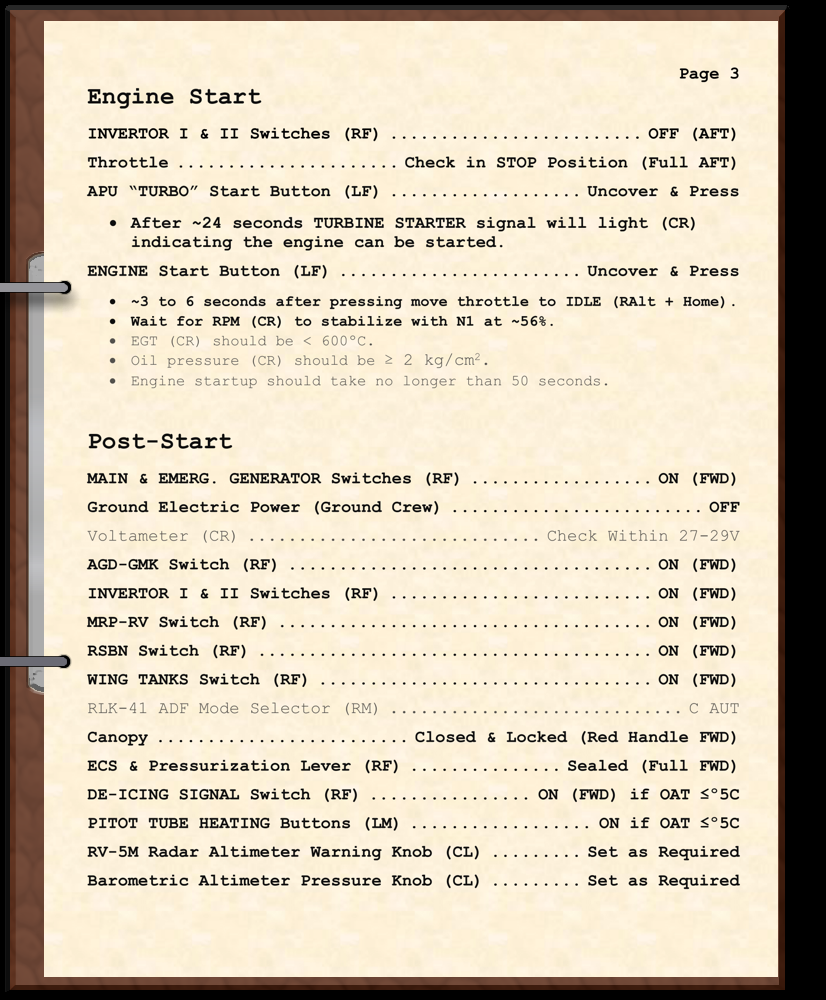 Page 3
Engine Start
INVERTOR I & II Switches (RF) ......................... OFF (AFT)
Throttle ...................... Check in STOP Position (Full AFT)
APU “TURBO” Start Button (LF) ................... Uncover & Press
• After ~24 seconds TURBINE STARTER signal will light (CR)
indicating the engine can be started.
ENGINE Start Button (LF) ........................ Uncover & Press
• ~3 to 6 seconds after pressing move throttle to IDLE (RAlt + Home).
• Wait for RPM (CR) to stabilize with N1 at ~56%.
• EGT (CR) should be < 600°C.
• Oil pressure (CR) should be ≥ 2 kg/cm².
• Engine startup should take no longer than 50 seconds.
Post-Start
MAIN & EMERG. GENERATOR Switches (RF) .................. ON (FWD)
Ground Electric Power (Ground Crew) ......................... OFF
Voltameter (CR) ............................. Check Within 27-29V
AGD-GMK Switch (RF) .................................... ON (FWD)
INVERTOR I & II Switches (RF) .......................... ON (FWD)
MRP-RV Switch (RF) ..................................... ON (FWD)
RSBN Switch (RF) ....................................... ON (FWD)
WING TANKS Switch (RF) ................................. ON (FWD)
RLK-41 ADF Mode Selector (RM) ............................. C AUT
Canopy ......................... Closed & Locked (Red Handle FWD)
ECS & Pressurization Lever (RF) ............... Sealed (Full FWD)
DE-ICING SIGNAL Switch (RF) ................ ON (FWD) if OAT ≤°5C
PITOT TUBE HEATING Buttons (LM) .................. ON if OAT ≤°5C
RV-5M Radar Altimeter Warning Knob (CL) ......... Set as Required
Barometric Altimeter Pressure Knob (CL) ......... Set as Required